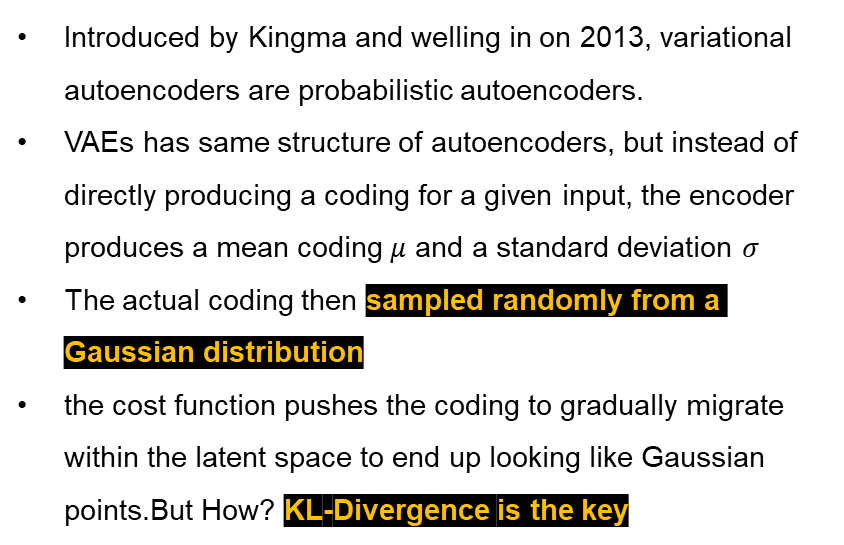 • Introduced by Kingma and welling in on 2013, variational
autoencoders are probabilistic autoencoders.
• VAEs has same structure of autoencoders, but instead of
directly producing a coding for a given input, the encoder
produces a mean coding μ and a standard deviation σ
• The actual coding then sampled randomly from a
Gaussian distribution
• the cost function pushes the coding to gradually migrate
within the latent space to end up looking like Gaussian
points.But How? KL-Divergence is the key